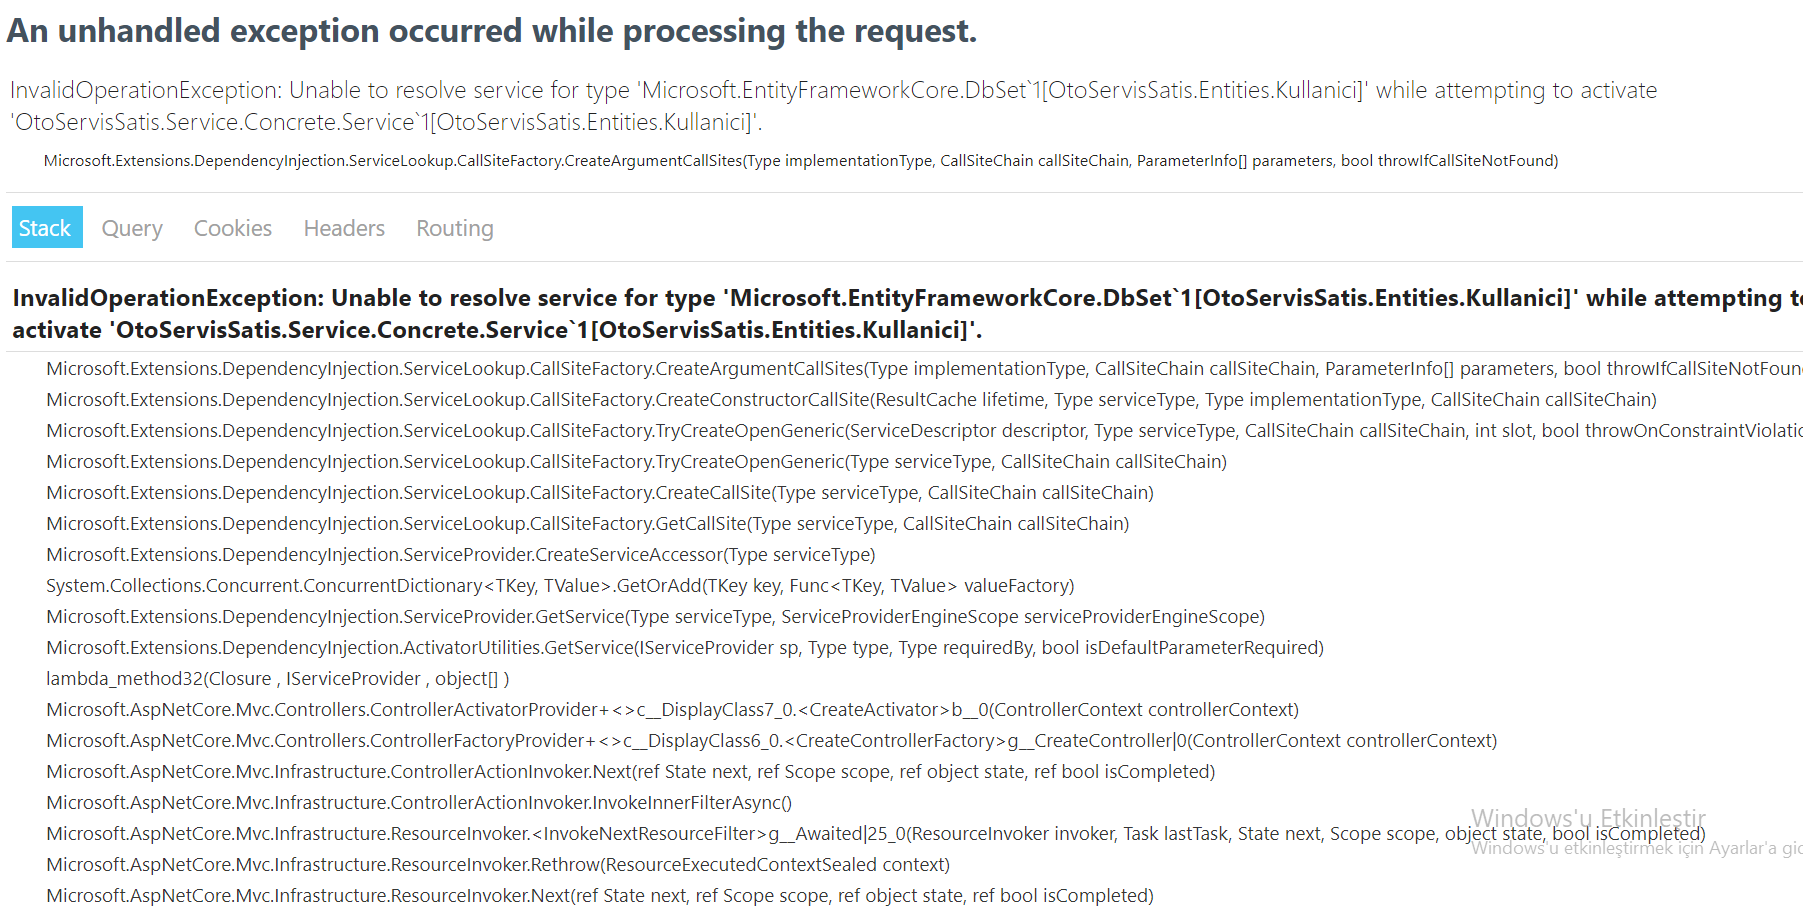 An unhandled exception occurred while processing the request.
InvalidOperationException: Unable to resolve service for type 'Microsoft.EntityFrameworkCore.DbSet`1[OtoServisSatis.Entities.Kullanici]' while attempting to activate
'OtoServisSatis.Service.Concrete.Service`1[OtoServisSatis.Entities.Kullanici]'.
Microsoft.Extensions.DependencyInjection.ServiceLookup.CallSiteFactory.CreateArgumentCallSites(Type implementationType, CallSiteChain callSiteChain, ParameterInfo[] parameters, bool throwIfCallSiteNotFound)
Stack Query Cookies Headers Routing
InvalidOperationException: Unable to resolve service for type 'Microsoft.EntityFrameworkCore.DbSet`1[OtoServisSatis.Entities.Kullanici]' while attempting to
activate 'OtoServisSatis.Service.Concrete.Service`1[OtoServisSatis.Entities.Kullanici]'.
Microsoft.Extensions.DependencyInjection.ServiceLookup.CallSiteFactory.CreateArgumentCallSites(Type implementationType, CallSiteChain callSiteChain, ParameterInfo[] parameters, bool throwIfCallSiteNotFoun
Microsoft.Extensions.DependencyInjection.ServiceLookup.CallSiteFactory.CreateConstructorCallSite(ResultCache lifetime, Type serviceType, Type implementationType, CallSiteChain callSiteChain)
Microsoft.Extensions.DependencyInjection.ServiceLookup.CallSiteFactory.TryCreateOpenGeneric(ServiceDescriptor descriptor, Type serviceType, CallSiteChain callSiteChain, int slot, bool throwOnConstraintViolatio
Microsoft.Extensions.DependencyInjection.ServiceLookup.CallSiteFactory.TryCreateOpenGeneric(Type serviceType, CallSiteChain callSiteChain)
Microsoft.Extensions.DependencyInjection.ServiceLookup.CallSiteFactory.CreateCallSite(Type serviceType, CallSiteChain callSiteChain)
Microsoft.Extensions.DependencyInjection.ServiceLookup.CallSiteFactory.GetCallSite(Type serviceType, CallSiteChain callSiteChain)
Microsoft.Extensions.DependencyInjection.ServiceProvider.CreateServiceAccessor(Type serviceType)
System.Collections.Concurrent.ConcurrentDictionary<TKey, TValue>.GetOrAdd(TKey key, Func<TKey, TValue> valueFactory)
Microsoft.Extensions.DependencyInjection.ServiceProvider.GetService(Type serviceType, ServiceProviderEngineScope serviceProviderEngineScope)
Microsoft.Extensions.DependencyInjection.ActivatorUtilities.GetService(IServiceProvider sp, Type type, Type requiredBy, bool isDefaultParameterRequired)
lambda_method32(Closure , IServiceProvider , object[] )
Microsoft.AspNetCore.Mvc.Controllers.ControllerActivatorProvider+<>c__DisplayClass7_0.<CreateActivator>b__0(ControllerContext controllerContext)
Microsoft.AspNetCore.Mvc.Controllers.ControllerFactoryProvider+<>c__DisplayClass6_0.<CreateControllerFactory>g__CreateController|0(ControllerContext controllerContext)
Microsoft.AspNetCore.Mvc.Infrastructure.ControllerActionInvoker.Next(ref State next, ref Scope scope, ref object state, ref bool isCompleted)
Microsoft.AspNetCore.Mvc.Infrastructure.ControllerActionInvoker.InvokeInnerFilterAsync()
Microsoft.AspNetCore.Mvc.Infrastructure.ResourceInvoker.<InvokeNextResourceFilter>g__Awaited|25_0(ResourceInvoker invoker, Task lastTask, State next, Scope scope, object state, bool isCompleted)
Microsoft.AspNetCore.Mvc.Infrastructure.ResourceInvoker.Rethrow(ResourceExecutedContextSealed context)
Microsoft.AspNetCore.Mvc.Infrastructure.ResourceInvoker.Next(ref State next, ref Scope scope, ref object state, ref bool isCompleted)
Windows'u Etkinleştir
Windows'u etkinleştirmek için Ayarlar'a gid